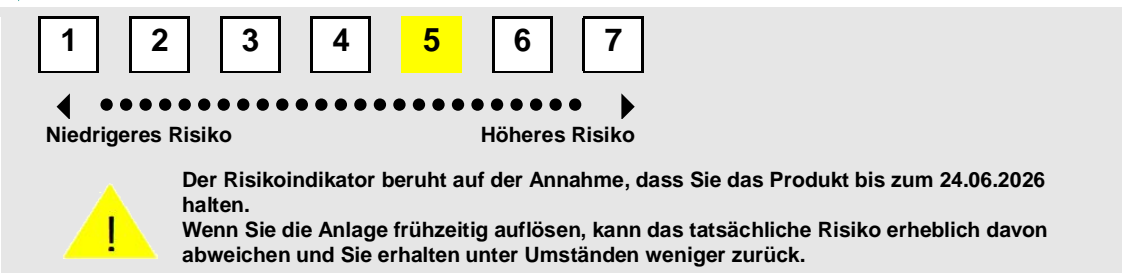 1 2 3 4 5 6 7
Niedrigeres Risiko Höheres Risiko
Der Risikoindikator beruht auf der Annahme, dass Sie das Produkt bis zum 24.06.2026
halten.
Wenn Sie die Anlage frühzeitig auflösen, kann das tatsächliche Risiko erheblich davon
abweichen und Sie erhalten unter Umständen weniger zurück.
!